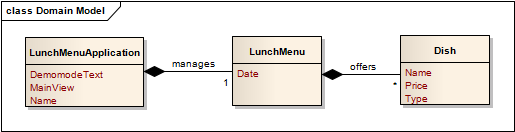 class Domain Model
LunchMenuApplication
DemomodeText
MainView
Name
manages
1
LunchMenu
Date
offers
*
Dish
Name
Price
Type